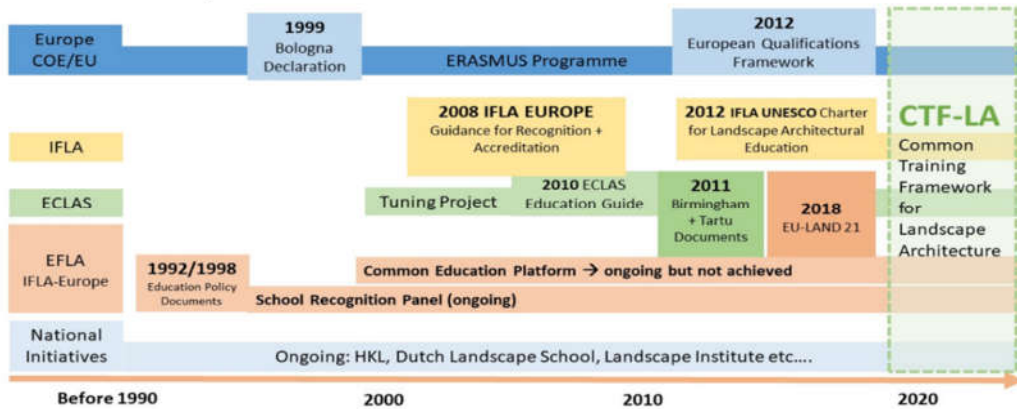 Europe
COE/EU
1999
Bologna
Declaration
ERASMUS Programme
2012
European Qualifications
Framework
IFLA
2008 IFLA EUROPE
Guidance for Recognition +
Accreditation
2012 IFLA UNESCO Charter
for Landscape Architectural
Education
CTF-LA
Common
Training
Framework
for
Landscape
Architecture
ECLAS
Tuning Project
2010 ECLAS
Education Guide
2011
Birmingham
+ Tartu
Documents
2018
EU-LAND 21
EFLA
IFLA-Europe
1992/1998
Education Policy
Documents
Common Education Platform → ongoing but not achieved
School Recognition Panel (ongoing)
National
Initiatives
Ongoing: HKL, Dutch Landscape School, Landscape Institute etc....
Before 1990
2000
2010
2020